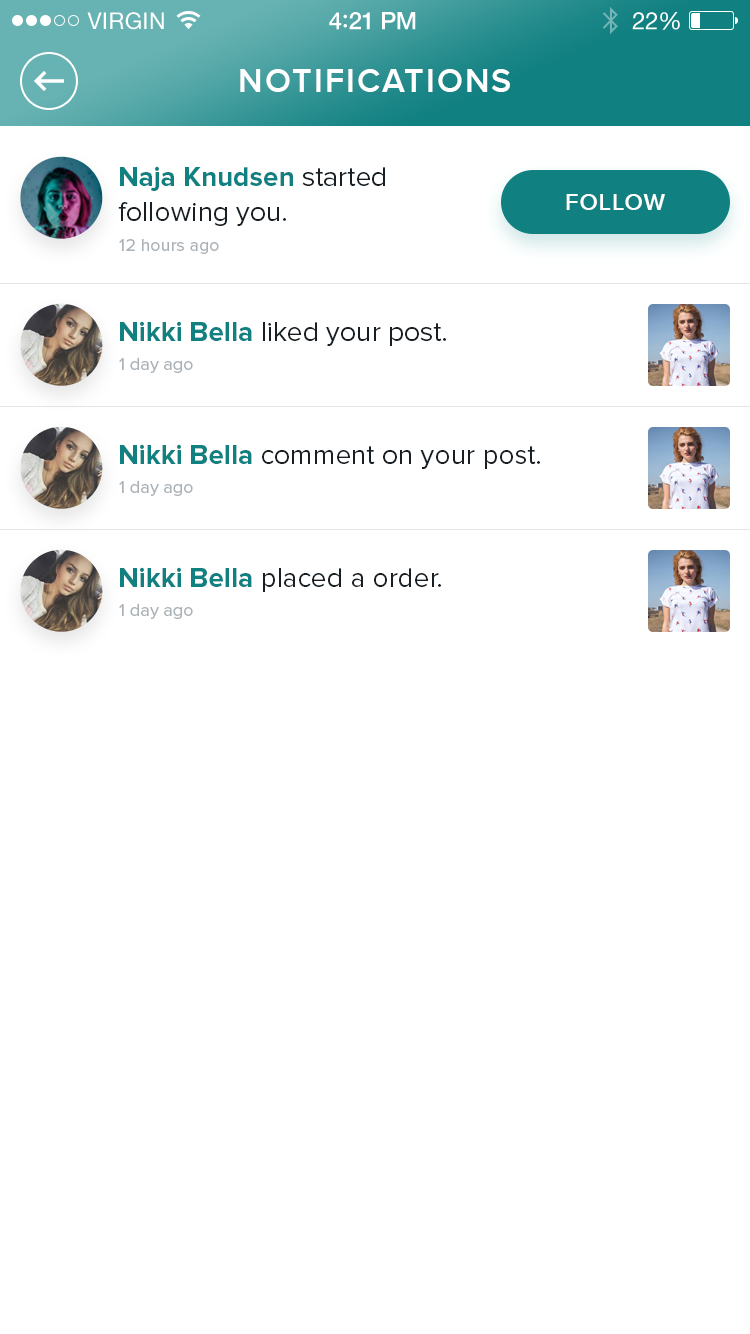 VIRGIN 4:21 PM 22%
NOTIFICATIONS
Naja Knudsen started
following you.
12 hours ago
FOLLOW
Nikki Bella liked your post.
1 day ago
Nikki Bella comment on your post.
1 day ago
Nikki Bella placed a order.
1 day ago